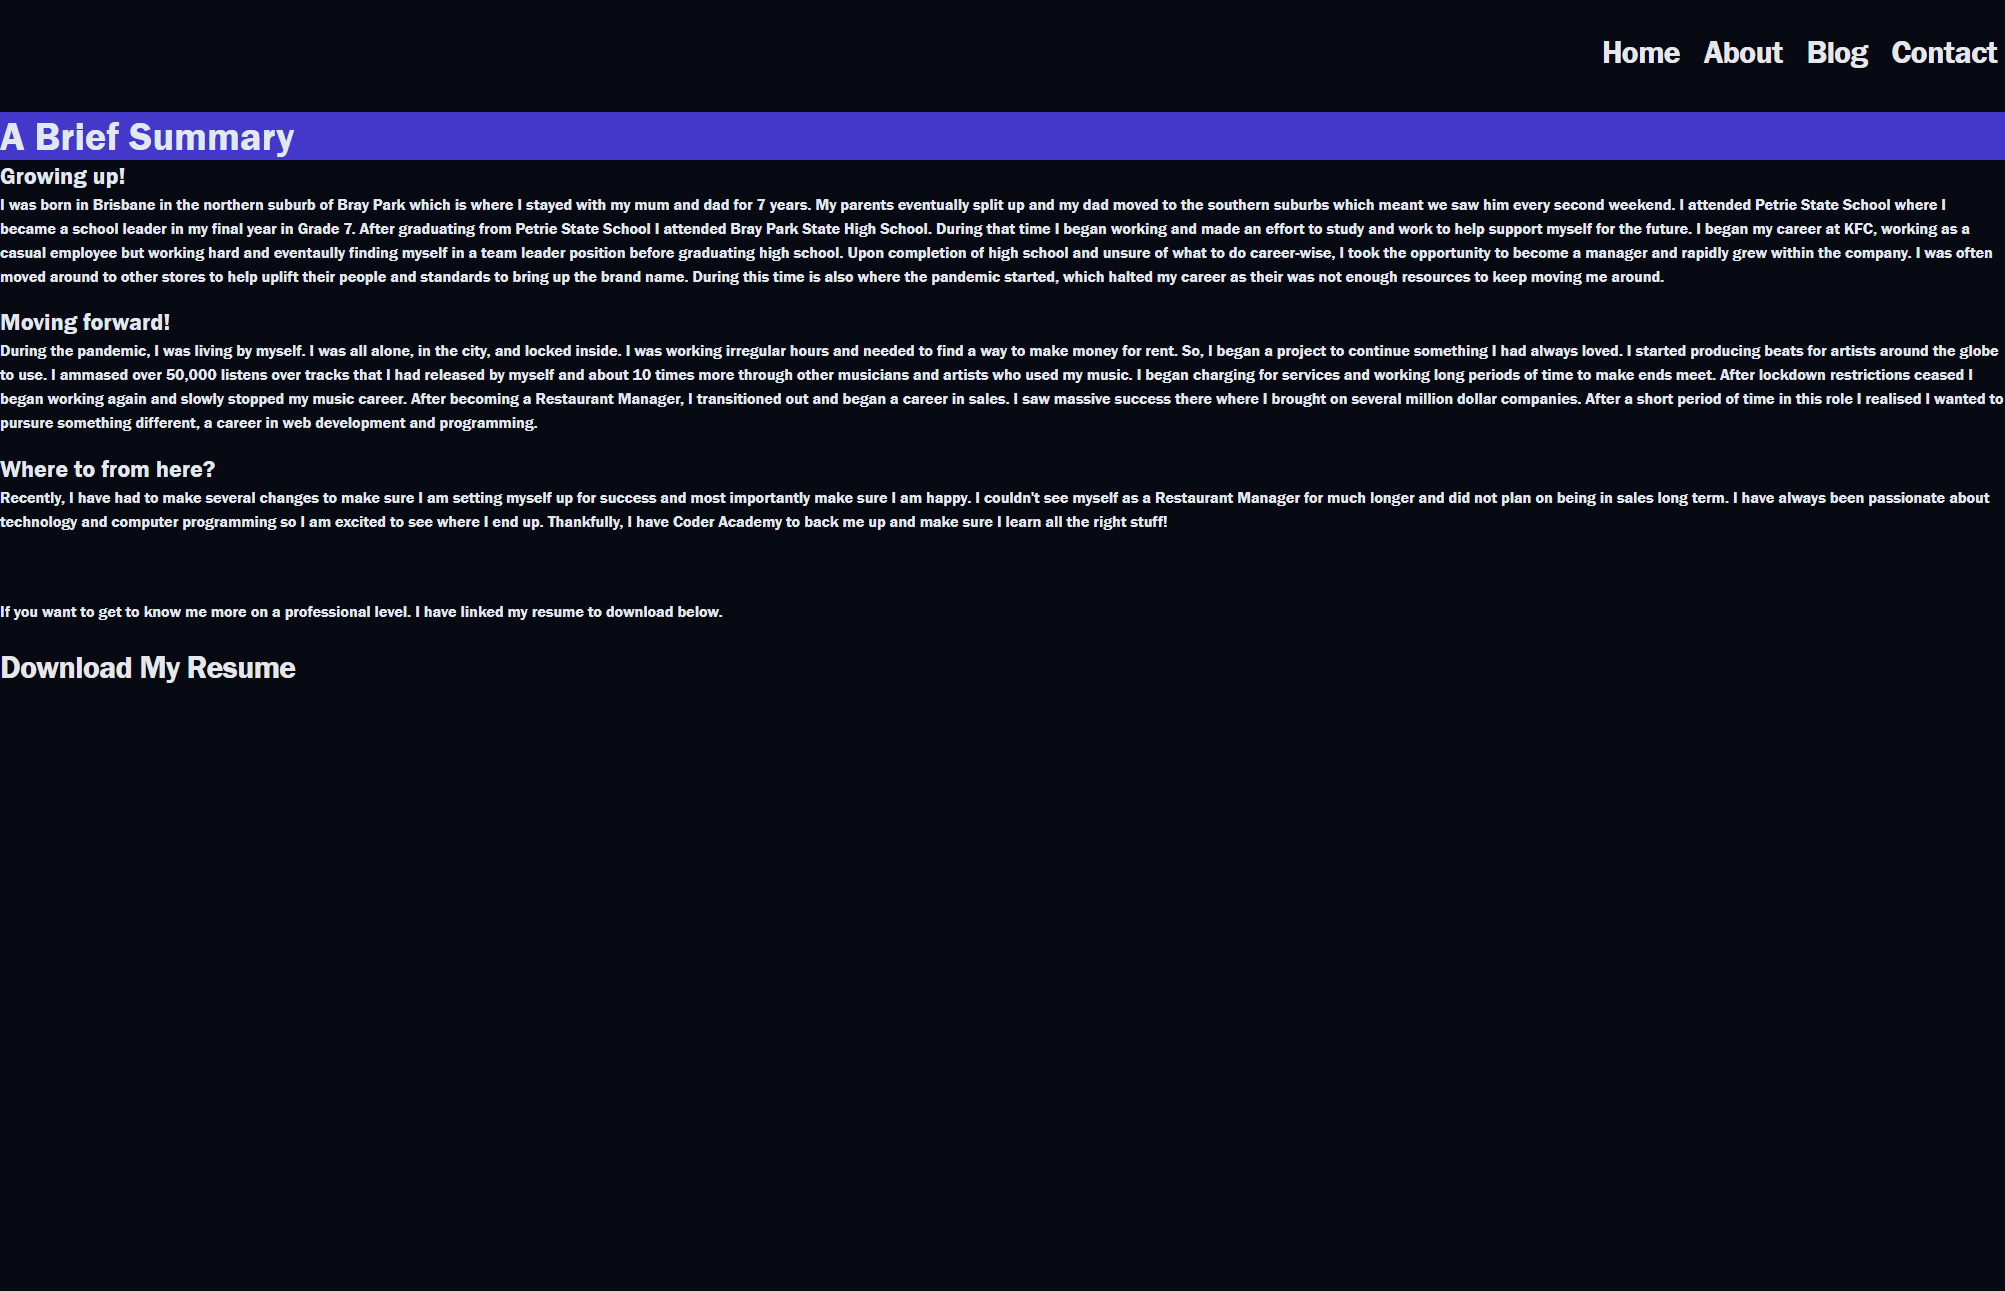 Home About Blog Contact
A Brief Summary
Growing up!
I was born in Brisbane in the northern suburb of Bray Park which is where I stayed with my mum and dad for 7 years. My parents eventually split up and my dad moved to the southern suburbs which meant we saw him every second weekend. I attended Petrie State School where I
became a school leader in my final year in Grade 7. After graduating from Petrie State School I attended Bray Park State High School. During that time I began working and made an effort to study and work to help support myself for the future. I began my career at KFC, working as a
casual employee but working hard and eventaully finding myself in a team leader position before graduating high school. Upon completion of high school and unsure of what to do career-wise, I took the opportunity to become a manager and rapidly grew within the company. I was often
moved around to other stores to help uplift their people and standards to bring up the brand name. During this time is also where the pandemic started, which halted my career as their was not enough resources to keep moving me around.
Moving forward!
During the pandemic, I was living by myself. I was all alone, in the city, and locked inside. I was working irregular hours and needed to find a way to make money for rent. So, I began a project to continue something I had always loved. I started producing beats for artists around the globe
to use. I ammased over 50,000 listens over tracks that I had released by myself and about 10 times more through other musicians and artists who used my music. I began charging for services and working long periods of time to make ends meet. After lockdown restrictions ceased I
began working again and slowly stopped my music career. After becoming a Restaurant Manager, I transitioned out and began a career in sales. I saw massive success there where I brought on several million dollar companies. After a short period of time in this role I realised I wanted to
pursure something different, a career in web development and programming.
Where to from here?
Recently, I have had to make several changes to make sure I am setting myself up for success and most importantly make sure I am happy. I couldn't see myself as a Restaurant Manager for much longer and did not plan on being in sales long term. I have always been passionate about
technology and computer programming so I am excited to see where I end up. Thankfully, I have Coder Academy to back me up and make sure I learn all the right stuff!
If you want to get to know me more on a professional level. I have linked my resume to download below.
Download My Resume